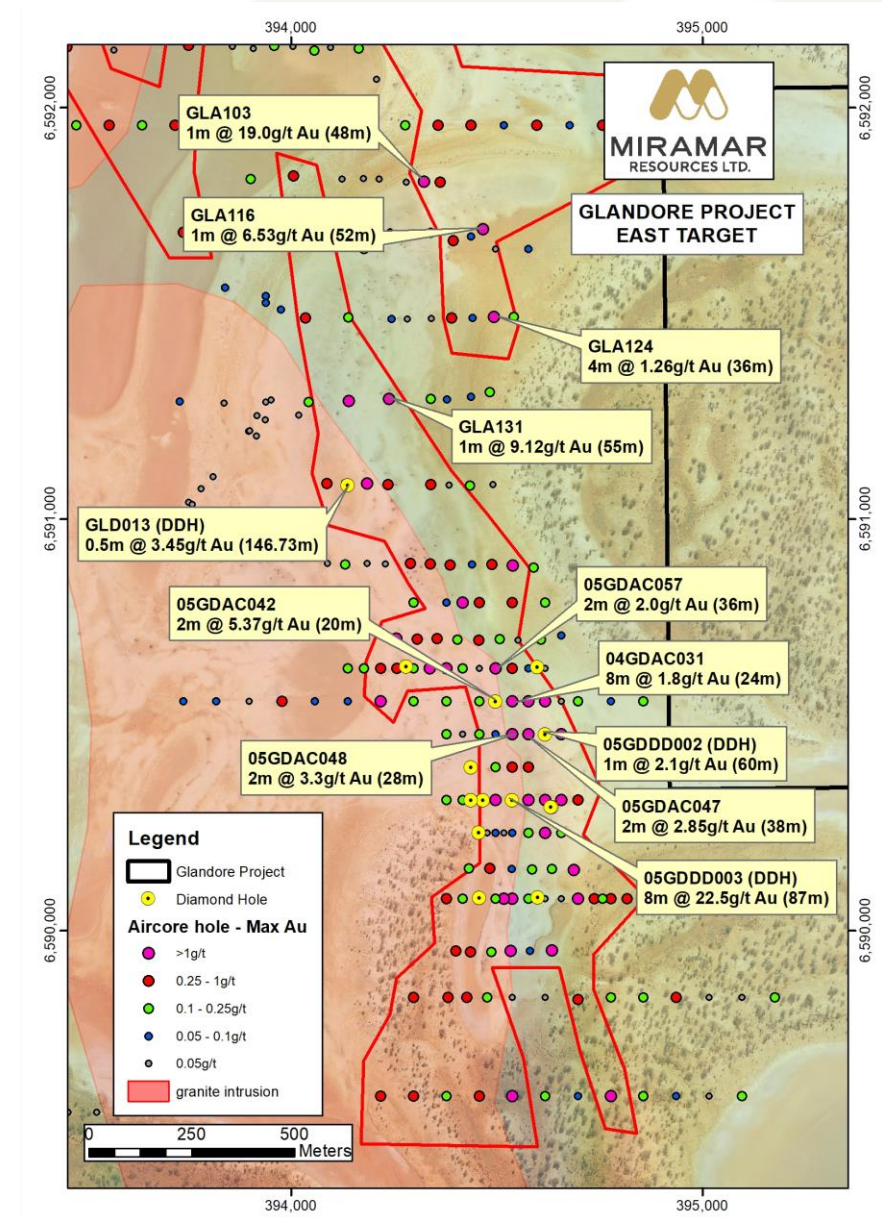 394,000
395,000
6,592,000
6,592,000
MIRAMAR
RESOURCES LTD.
GLANDORE PROJECT
EAST TARGET
GLA103
1m @ 19.0g/t Au (48m)
GLA116
1m @ 6.53g/t Au (52m)
GLA124
4m @ 1.26g/t Au (36m)
GLA131
1m @ 9.12g/t Au (55m)
6,591,000
6,591,000
GLD013 (DDH)
0.5m @ 3.45g/t Au (146.73m)
05GDAC057
2m @ 2.0g/t Au (36m)
05GDAC042
2m @ 5.37g/t Au (20m)
04GDAC031
8m @ 1.8g/t Au (24m)
05GDDD002 (DDH)
1m @ 2.1g/t Au (60m)
05GDAC048
2m @ 3.3g/t Au (28m)
05GDAC047
2m @ 2.85g/t Au (38m)
05GDDD003 (DDH)
8m @ 22.5g/t Au (87m)
6,590,000
6,590,000
Legend
Glandore Project
Diamond Hole
Aircore hole - Max Au
>1g/t
0.25 - 1g/t
0.1 - 0.25g/t
0.05 - 0.1g/t
0.05g/t
granite intrusion
0 250 500
Meters
394,000
395,000